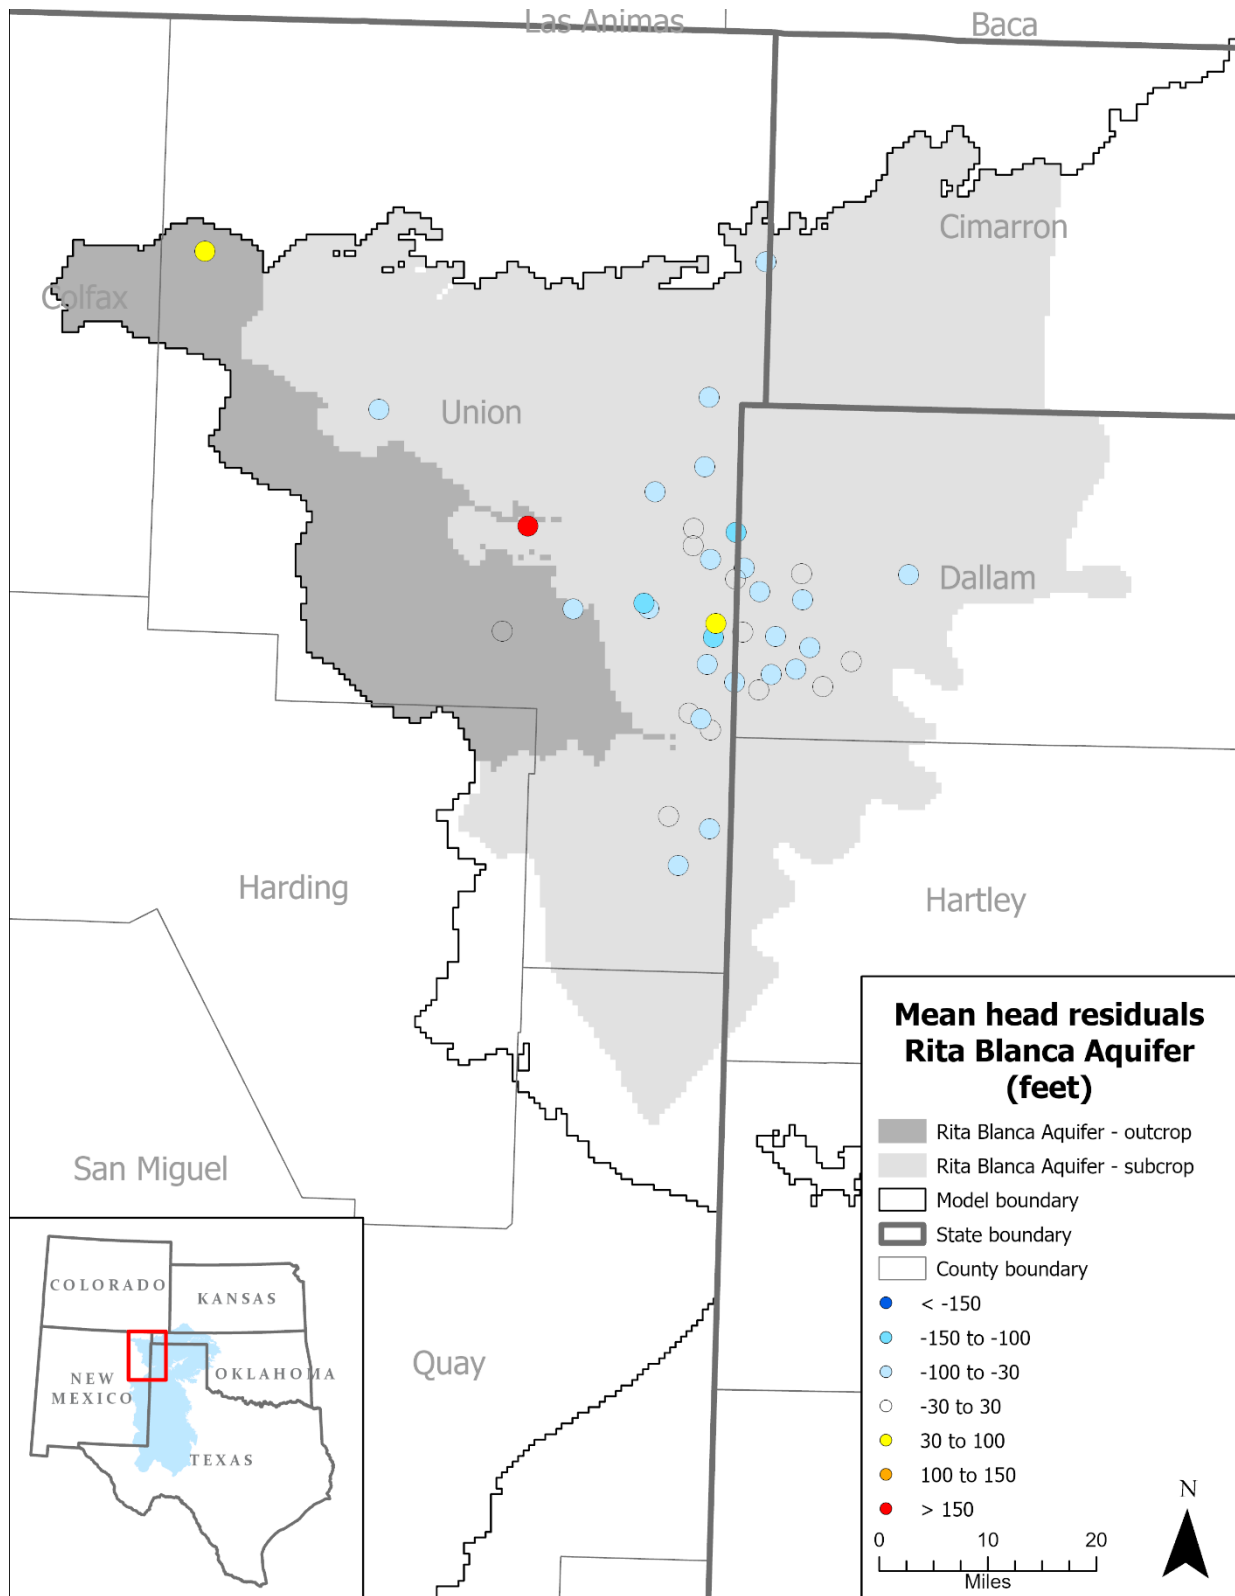 Las Animas
Baca
Cimarron
Colfax
Union
Dallam
Harding
Hartley
San Miguel
Quay
Mean head residuals
Rita Blanca Aquifer
(feet)
Rita Blanca Aquifer - outcrop
Rita Blanca Aquifer - subcrop
Model boundary
State boundary
County boundary
< -150
-150 to -100
-100 to -30
-30 to 30
30 to 100
100 to 150
> 150
0 10 20
Miles
N
COLORADO
KANSAS
NEW
MEXICO
OKLAHOMA
TEXAS